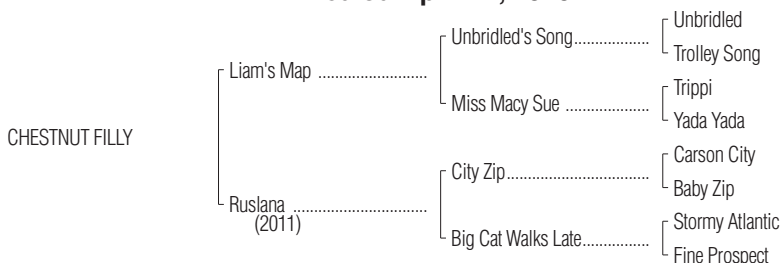 Unbridled
Unbridled's Song.................
Trolley Song
Liam's Map .........................
Trippi
Miss Macy Sue ...................
Yada Yada
CHESTNUT FILLY
Carson City
City Zip................................
Baby Zip
Ruslana ...............................
(2011)
Stormy Atlantic
Big Cat Walks Late...............
Fine Prospect